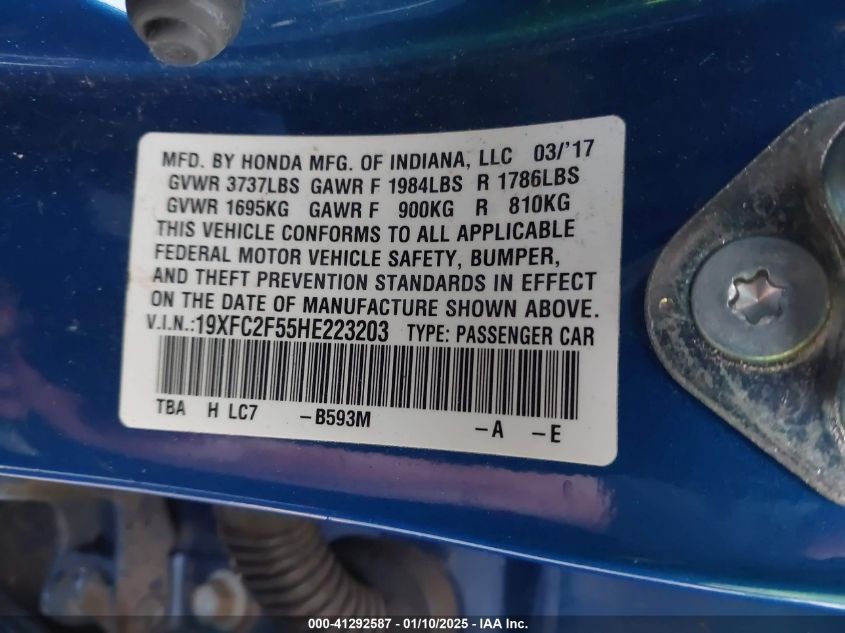 MFD. BY HONDA MFG. OF INDIANA, LLC 03/'17
GVWR 3737LBS GAWR F 1984LBS R 1786LBS
GVWR 1695KG GAWR F 900KG R 810KG
THIS VEHICLE CONFORMS TO ALL APPLICABLE
FEDERAL MOTOR VEHICLE SAFETY, BUMPER,
AND THEFT PREVENTION STANDARDS IN EFFECT
ON THE DATE OF MANUFACTURE SHOWN ABOVE.
V.I.N.:19XFC2F55HE223203 TYPE: PASSENGER CAR
TBA H LC7 -B593M -A -E
000-41292587 - 01/10/2025 - IAA Inc.